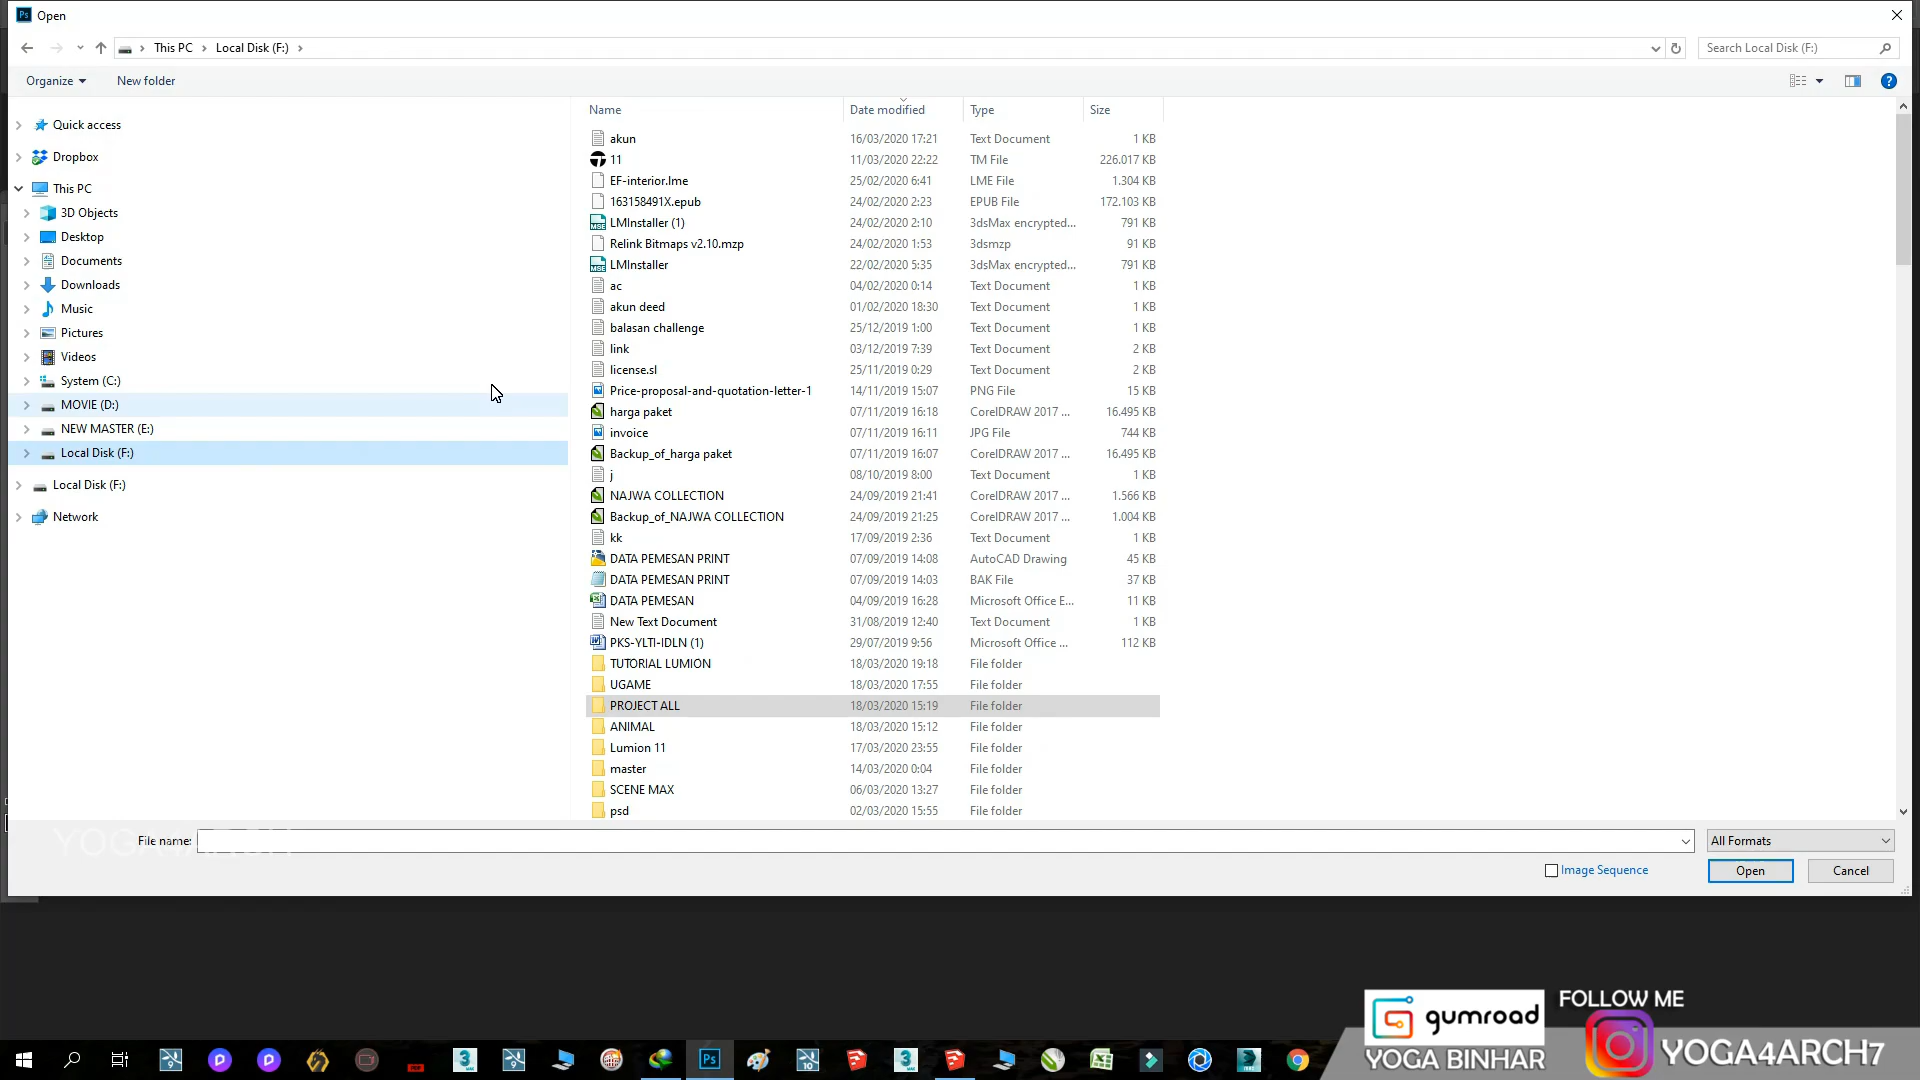 Open
This PC
Local Disk (F:)
Search Local Disk (F:)
Organize
New folder
Quick access
Dropbox
This PC
3D Objects
Desktop
Documents
Downloads
Music
Pictures
Videos
System (C:)
MOVIE (D:)
NEW MASTER (E:)
Local Disk (F:)
Local Disk (F:)
Network
Name Date modified Type Size
akun 16/03/2020 17:21 Text Document 1 KB
11 11/03/2020 22:22 TM File 226.017 KB
EF-interior.lme 25/02/2020 6:41 LME File 1.304 KB
163158491X.epub 24/02/2020 2:23 EPUB File 172.103 KB
LMInstaller (1) 24/02/2020 2:10 3dsMax encrypted... 791 KB
Relink Bitmaps v2.10.mzp 24/02/2020 1:53 3dsmzp 91 KB
LMInstaller 22/02/2020 5:35 3dsMax encrypted... 791 KB
ac 04/02/2020 0:14 Text Document 1 KB
akun deed 01/02/2020 18:30 Text Document 1 KB
balasan challenge 25/12/2019 1:00 Text Document 1 KB
link 03/12/2019 7:39 Text Document 2 KB
license.sl 25/11/2019 0:29 Text Document 2 KB
Price-proposal-and-quotation-letter-1 14/11/2019 15:07 PNG File 15 KB
harga paket 07/11/2019 16:18 CorelDRAW 2017 ... 16.495 KB
invoice 07/11/2019 16:11 JPG File 744 KB
Backup_of_harga paket 07/11/2019 16:07 CorelDRAW 2017 ... 16.495 KB
j 08/10/2019 8:00 Text Document 1 KB
NAJWA COLLECTION 24/09/2019 21:41 CorelDRAW 2017 ... 1.566 KB
Backup_of_NAJWA COLLECTION 24/09/2019 21:25 CorelDRAW 2017 ... 1.004 KB
kk 17/09/2019 2:36 Text Document 1 KB
DATA PEMESAN PRINT 07/09/2019 14:08 AutoCAD Drawing 45 KB
DATA PEMESAN PRINT 07/09/2019 14:03 BAK File 37 KB
DATA PEMESAN 04/09/2019 16:28 Microsoft Office E... 11 KB
New Text Document 31/08/2019 12:40 Text Document 1 KB
PKS-YLTI-IDLN (1) 29/07/2019 9:56 Microsoft Office ... 112 KB
TUTORIAL LUMION 18/03/2020 19:18 File folder
UGAME 18/03/2020 17:55 File folder
PROJECT ALL 18/03/2020 15:19 File folder
ANIMAL 18/03/2020 15:12 File folder
Lumion 11 17/03/2020 23:55 File folder
master 14/03/2020 0:04 File folder
SCENE MAX 06/03/2020 13:27 File folder
psd 02/03/2020 15:55 File folder
YOGA4ARCH
File name:
All Formats
Image Sequence
Open
Cancel
gumroad
YOGA BINHAR
FOLLOW ME
YOGA4ARCH7